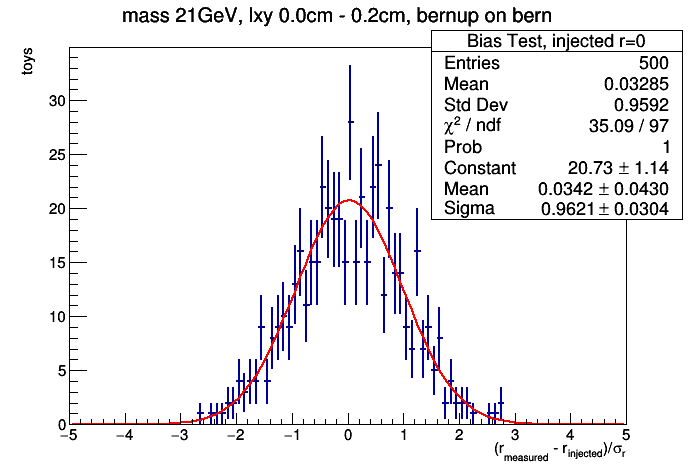 mass 21GeV, lxy 0.0cm - 0.2cm, bernup on bern
Bias Test, injected r=0
Entries 500
Mean 0.03285
Std Dev 0.9592
χ² / ndf 35.09 / 97
Prob 1
Constant 20.73 ± 1.14
Mean 0.0342 ± 0.0430
Sigma 0.9621 ± 0.0304
toys
30
25
20
15
10
5
0
−5 −4 −3 −2 −1 0 1 2 3 4 5
(r_measured - r_injected)/σ_r